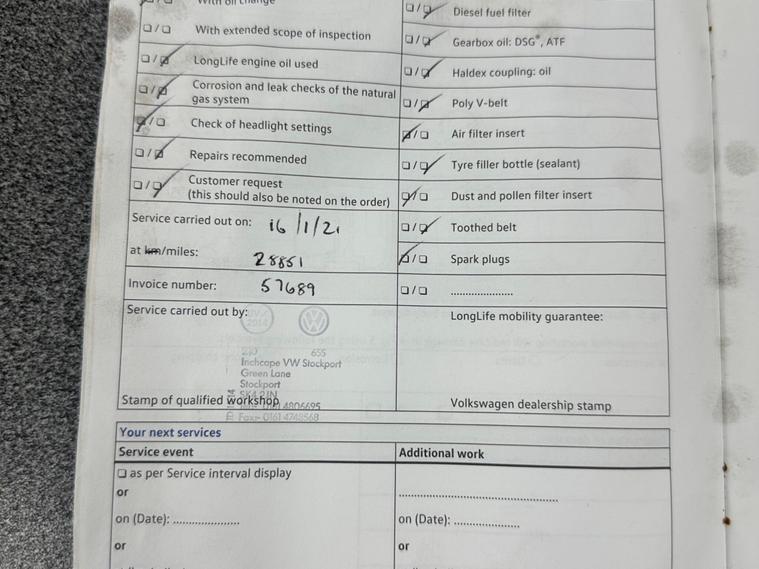 With oil change
☐/☑ Diesel fuel filter
☐/☐ With extended scope of inspection
☐/☑ Gearbox oil: DSG®, ATF
☐/☑ LongLife engine oil used
☐/☑ Haldex coupling: oil
☐/☑ Corrosion and leak checks of the natural
gas system
☐/☑ Poly V-belt
☑/☐ Check of headlight settings
☑/☐ Air filter insert
☐/☑ Repairs recommended
☐/☑ Tyre filler bottle (sealant)
☐/☑ Customer request
(this should also be noted on the order)
☑/☐ Dust and pollen filter insert
Service carried out on: 16/1/21
☐/☑ Toothed belt
at km/miles: 28851
☑/☐ Spark plugs
Invoice number: 57689
☐/☐ .....................
Service carried out by:
LongLife mobility guarantee:
2014
655
Inchcape VW Stockport
Green Lane
Stockport
4806695
Fax:- 0161 4748568
Stamp of qualified workshop
Volkswagen dealership stamp
Your next services
Service event
Additional work
☐ as per Service interval display
or
on (Date): ......................
on (Date): ......................
or
or